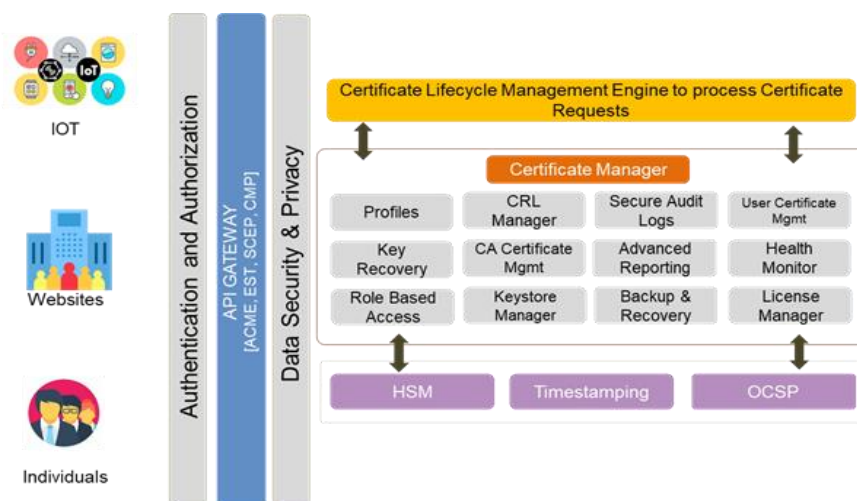 IoT
IOT
Websites
Individuals
Authentication and Authorization
API GATEWAY
[ACME, EST, SCEP, CMP]
Data Security & Privacy
Certificate Lifecycle Management Engine to process Certificate
Requests
Certificate Manager
Profiles
CRL
Manager
Secure Audit
Logs
User Certificate
Mgmt
Key
Recovery
CA Certificate
Mgmt
Advanced
Reporting
Health
Monitor
Role Based
Access
Keystore
Manager
Backup &
Recovery
License
Manager
HSM
Timestamping
OCSP